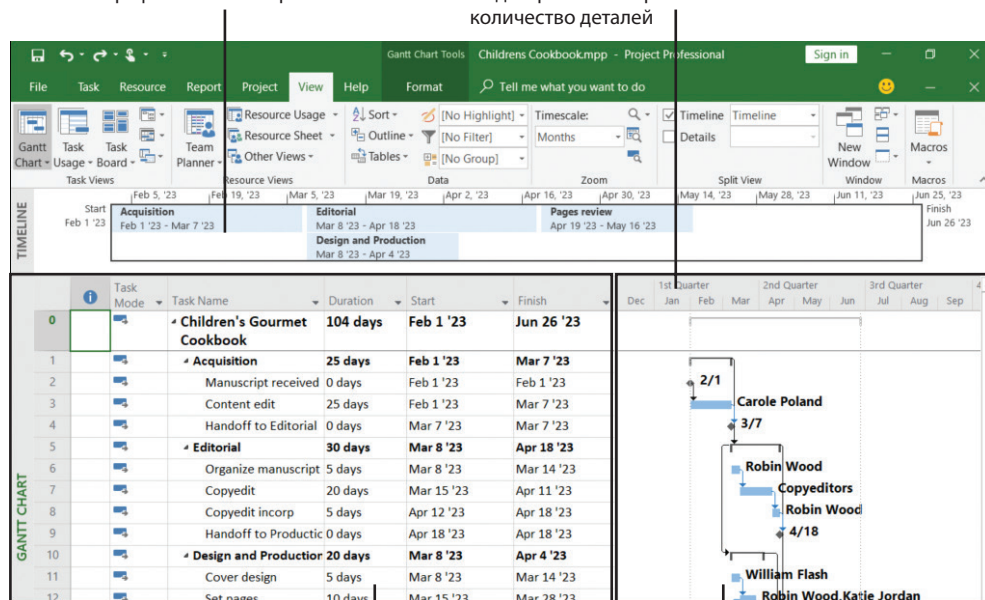 количество деталей
Gantt Chart Tools Childrens Cookbook.mpp - Project Professional Sign in
File Task Resource Report Project View Help Format Tell me what you want to do
Gantt Chart
Task Usage
Task Board
Task Views
Team Planner
Resource Usage
Resource Sheet
Other Views
Resource Views
Sort
Outline
Tables
[No Highlight]
[No Filter]
[No Group]
Data
Timescale:
Months
Zoom
Timeline Timeline
Details
Split View
New Window
Window
Macros
Macros
TIMELINE
Feb 5, '23 Feb 19, '23 Mar 5, '23 Mar 19, '23 Apr 2, '23 Apr 16, '23 Apr 30, '23 May 14, '23 May 28, '23 Jun 11, '23 Jun 25, '23
Start
Feb 1 '23
Acquisition
Feb 1 '23 - Mar 7 '23
Editorial
Mar 8 '23 - Apr 18 '23
Pages review
Apr 19 '23 - May 16 '23
Design and Production
Mar 8 '23 - Apr 4 '23
Finish
Jun 26 '23
GANTT CHART
Task Mode Task Name Duration Start Finish
0 Children's Gourmet Cookbook 104 days Feb 1 '23 Jun 26 '23
1 Acquisition 25 days Feb 1 '23 Mar 7 '23
2 Manuscript received 0 days Feb 1 '23 Feb 1 '23
3 Content edit 25 days Feb 1 '23 Mar 7 '23
4 Handoff to Editorial 0 days Mar 7 '23 Mar 7 '23
5 Editorial 30 days Mar 8 '23 Apr 18 '23
6 Organize manuscript 5 days Mar 8 '23 Mar 14 '23
7 Copyedit 20 days Mar 15 '23 Apr 11 '23
8 Copyedit incorp 5 days Apr 12 '23 Apr 18 '23
9 Handoff to Productic 0 days Apr 18 '23 Apr 18 '23
10 Design and Production 20 days Mar 8 '23 Apr 4 '23
11 Cover design 5 days Mar 8 '23 Mar 14 '23
12 Set pages 10 days Mar 15 '23 Mar 28 '23
1st Quarter 2nd Quarter 3rd Quarter 4
Dec Jan Feb Mar Apr May Jun Jul Aug Sep
2/1
Carole Poland
3/7
Robin Wood
Copyeditors
Robin Wood
4/18
William Flash
Robin Wood,Katie Jordan